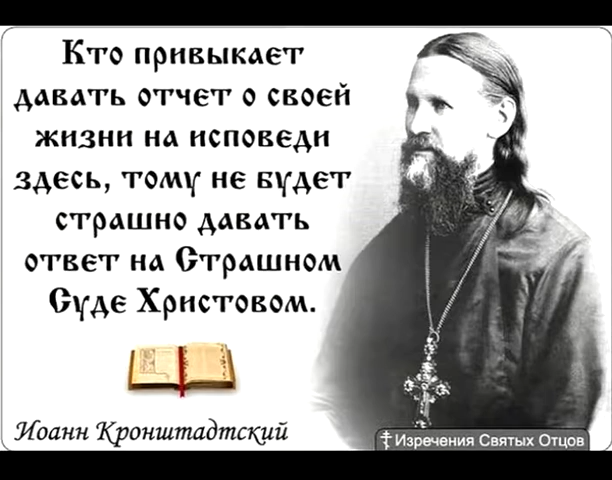 Кто привыкает
давать отчет о своей
жизни на исповеди
здесь, тому не будет
страшно давать
ответ на Страшном
Суде Христовом.
Иоанн Кронштадтский
Изречения Святых Отцов